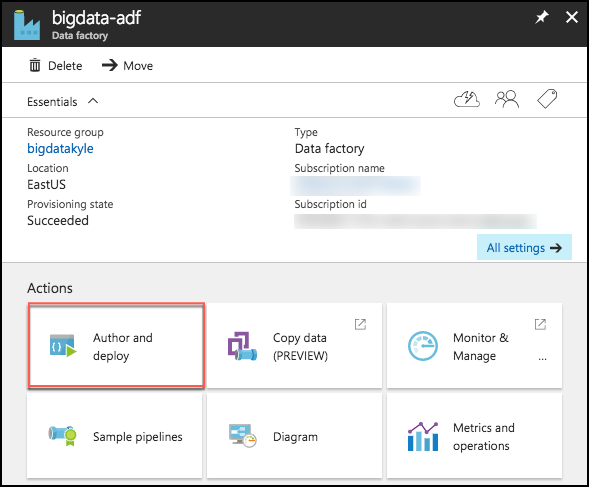 bigdata-adf
Data factory
Delete
Move
Essentials
Resource group
bigdatakyle
Location
EastUS
Provisioning state
Succeeded
Type
Data factory
Subscription name
Subscription id
All settings
Actions
Author and
deploy
Copy data
(PREVIEW)
Monitor &
Manage
...
Sample pipelines
Diagram
Metrics and
operations